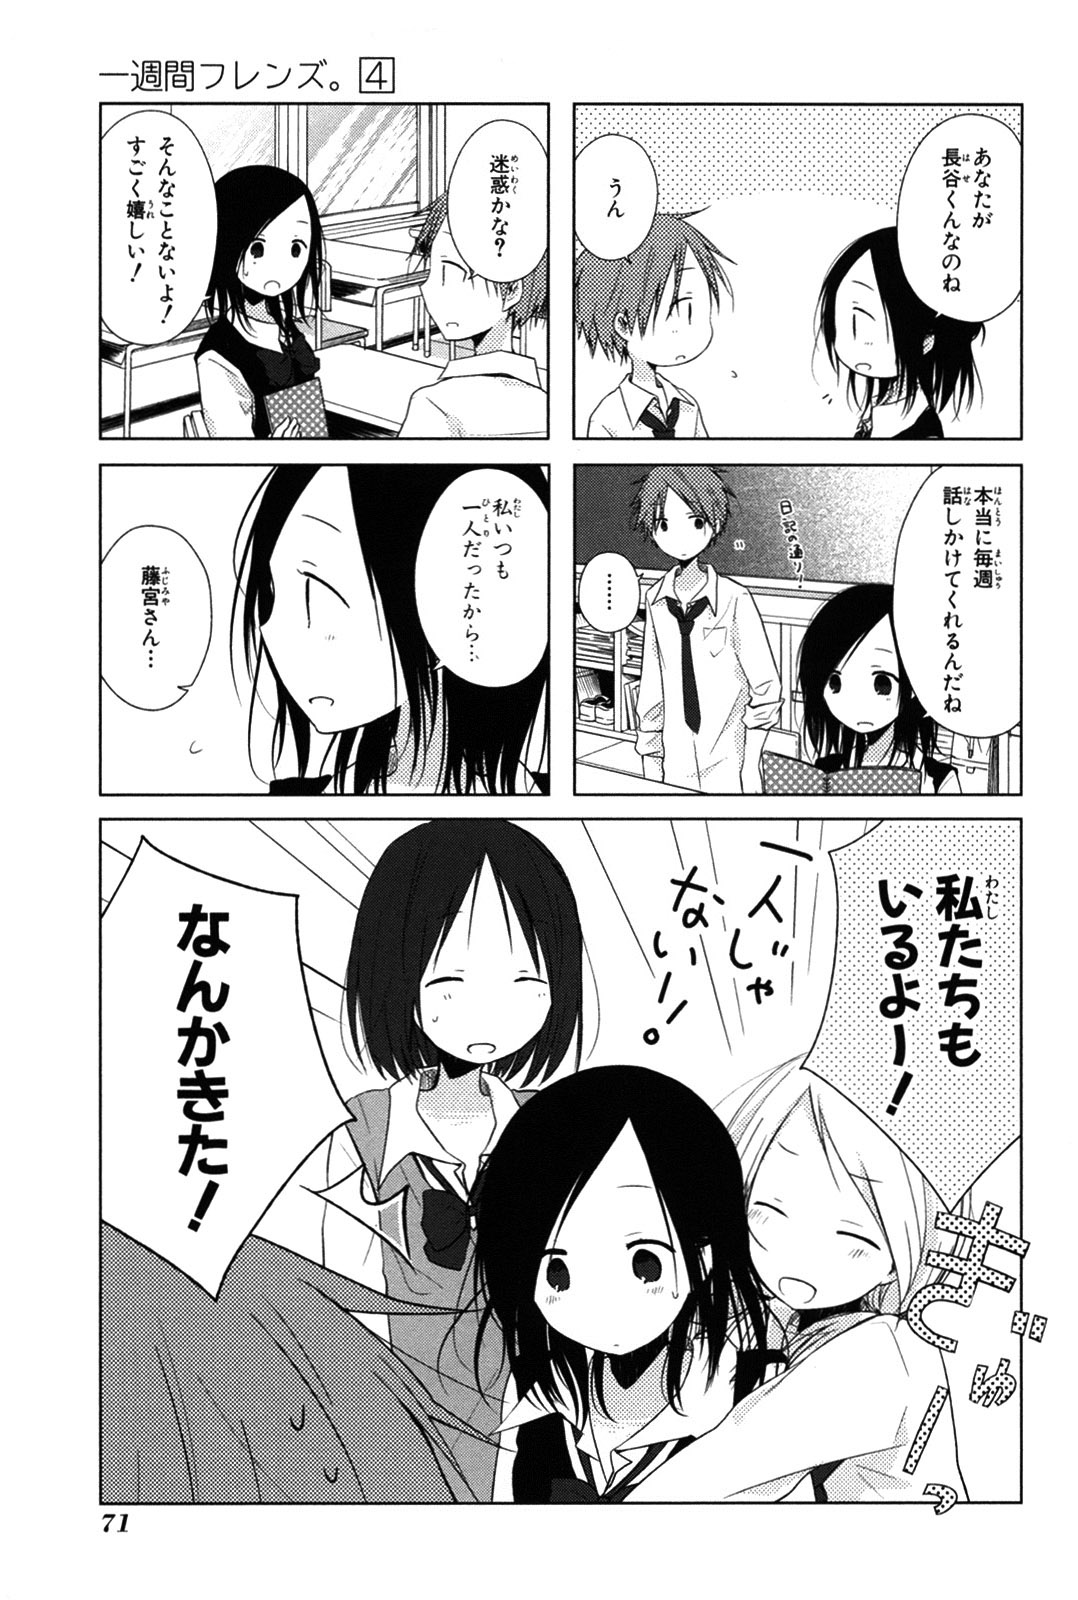 一週間フレンズ。4
あなたが
長谷くんなのね
うん
迷惑かな?
そんなことないよ!
すごく嬉しい!
本当に毎週
話しかけてくれるんだね
日記の通り!
……
私いつも
一人だったから…
藤宮さん…
私たちも
いるよー!
一人じゃ
ない!!
なんかきた!
ぎゅーっ
71